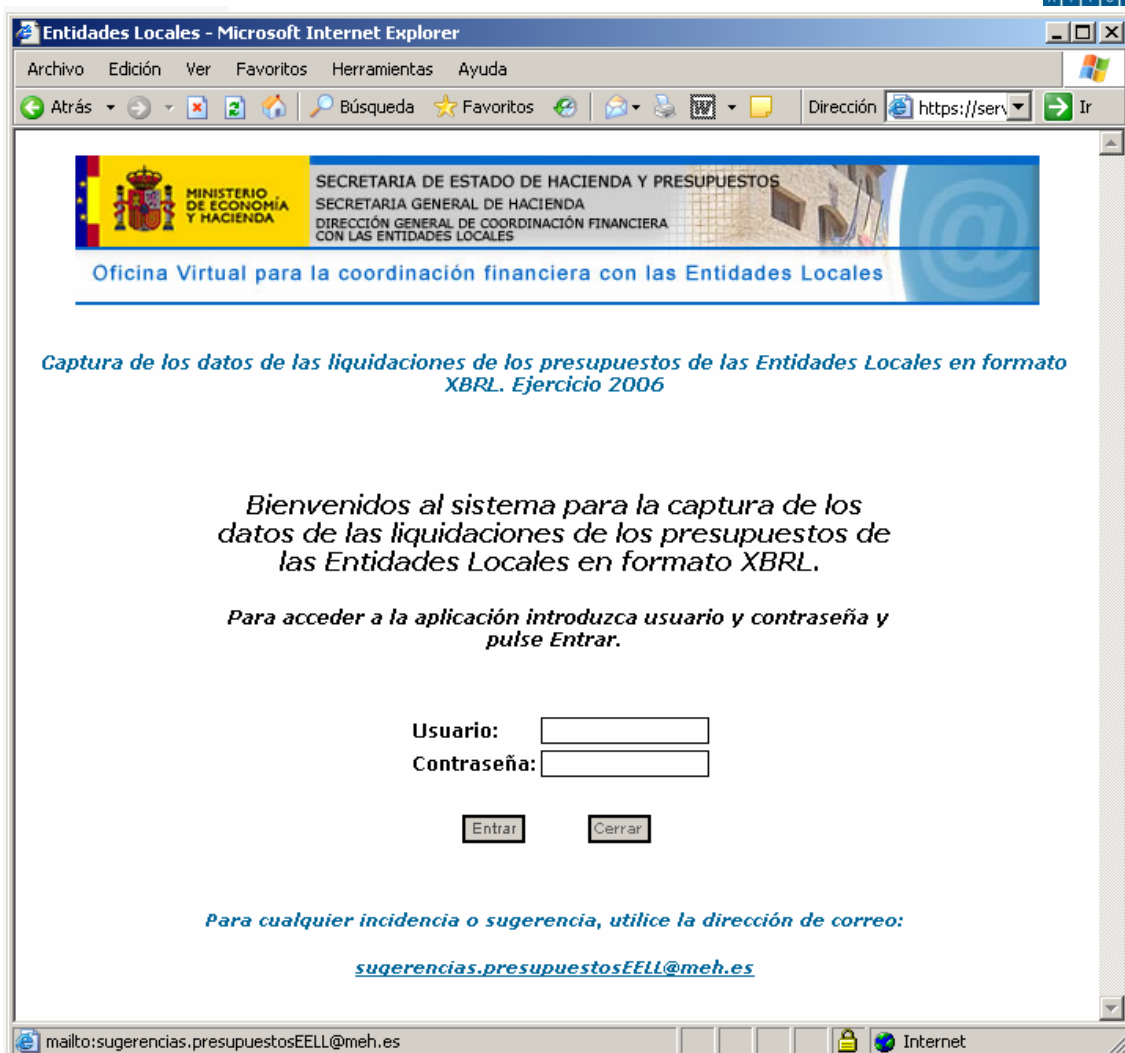 Entidades Locales - Microsoft Internet Explorer
Archivo Edición Ver Favoritos Herramientas Ayuda
Atrás Búsqueda Favoritos Dirección https://serv Ir
MINISTERIO
DE ECONOMÍA
Y HACIENDA
SECRETARIA DE ESTADO DE HACIENDA Y PRESUPUESTOS
SECRETARIA GENERAL DE HACIENDA
DIRECCIÓN GENERAL DE COORDINACIÓN FINANCIERA
CON LAS ENTIDADES LOCALES
Oficina Virtual para la coordinación financiera con las Entidades Locales
Captura de los datos de las liquidaciones de los presupuestos de las Entidades Locales en formato
XBRL. Ejercicio 2006
Bienvenidos al sistema para la captura de los
datos de las liquidaciones de los presupuestos de
las Entidades Locales en formato XBRL.
Para acceder a la aplicación introduzca usuario y contraseña y
pulse Entrar.
Usuario:
Contraseña:
Entrar Cerrar
Para cualquier incidencia o sugerencia, utilice la dirección de correo:
sugerencias.presupuestosEELL@meh.es
mailto:sugerencias.presupuestosEELL@meh.es Internet